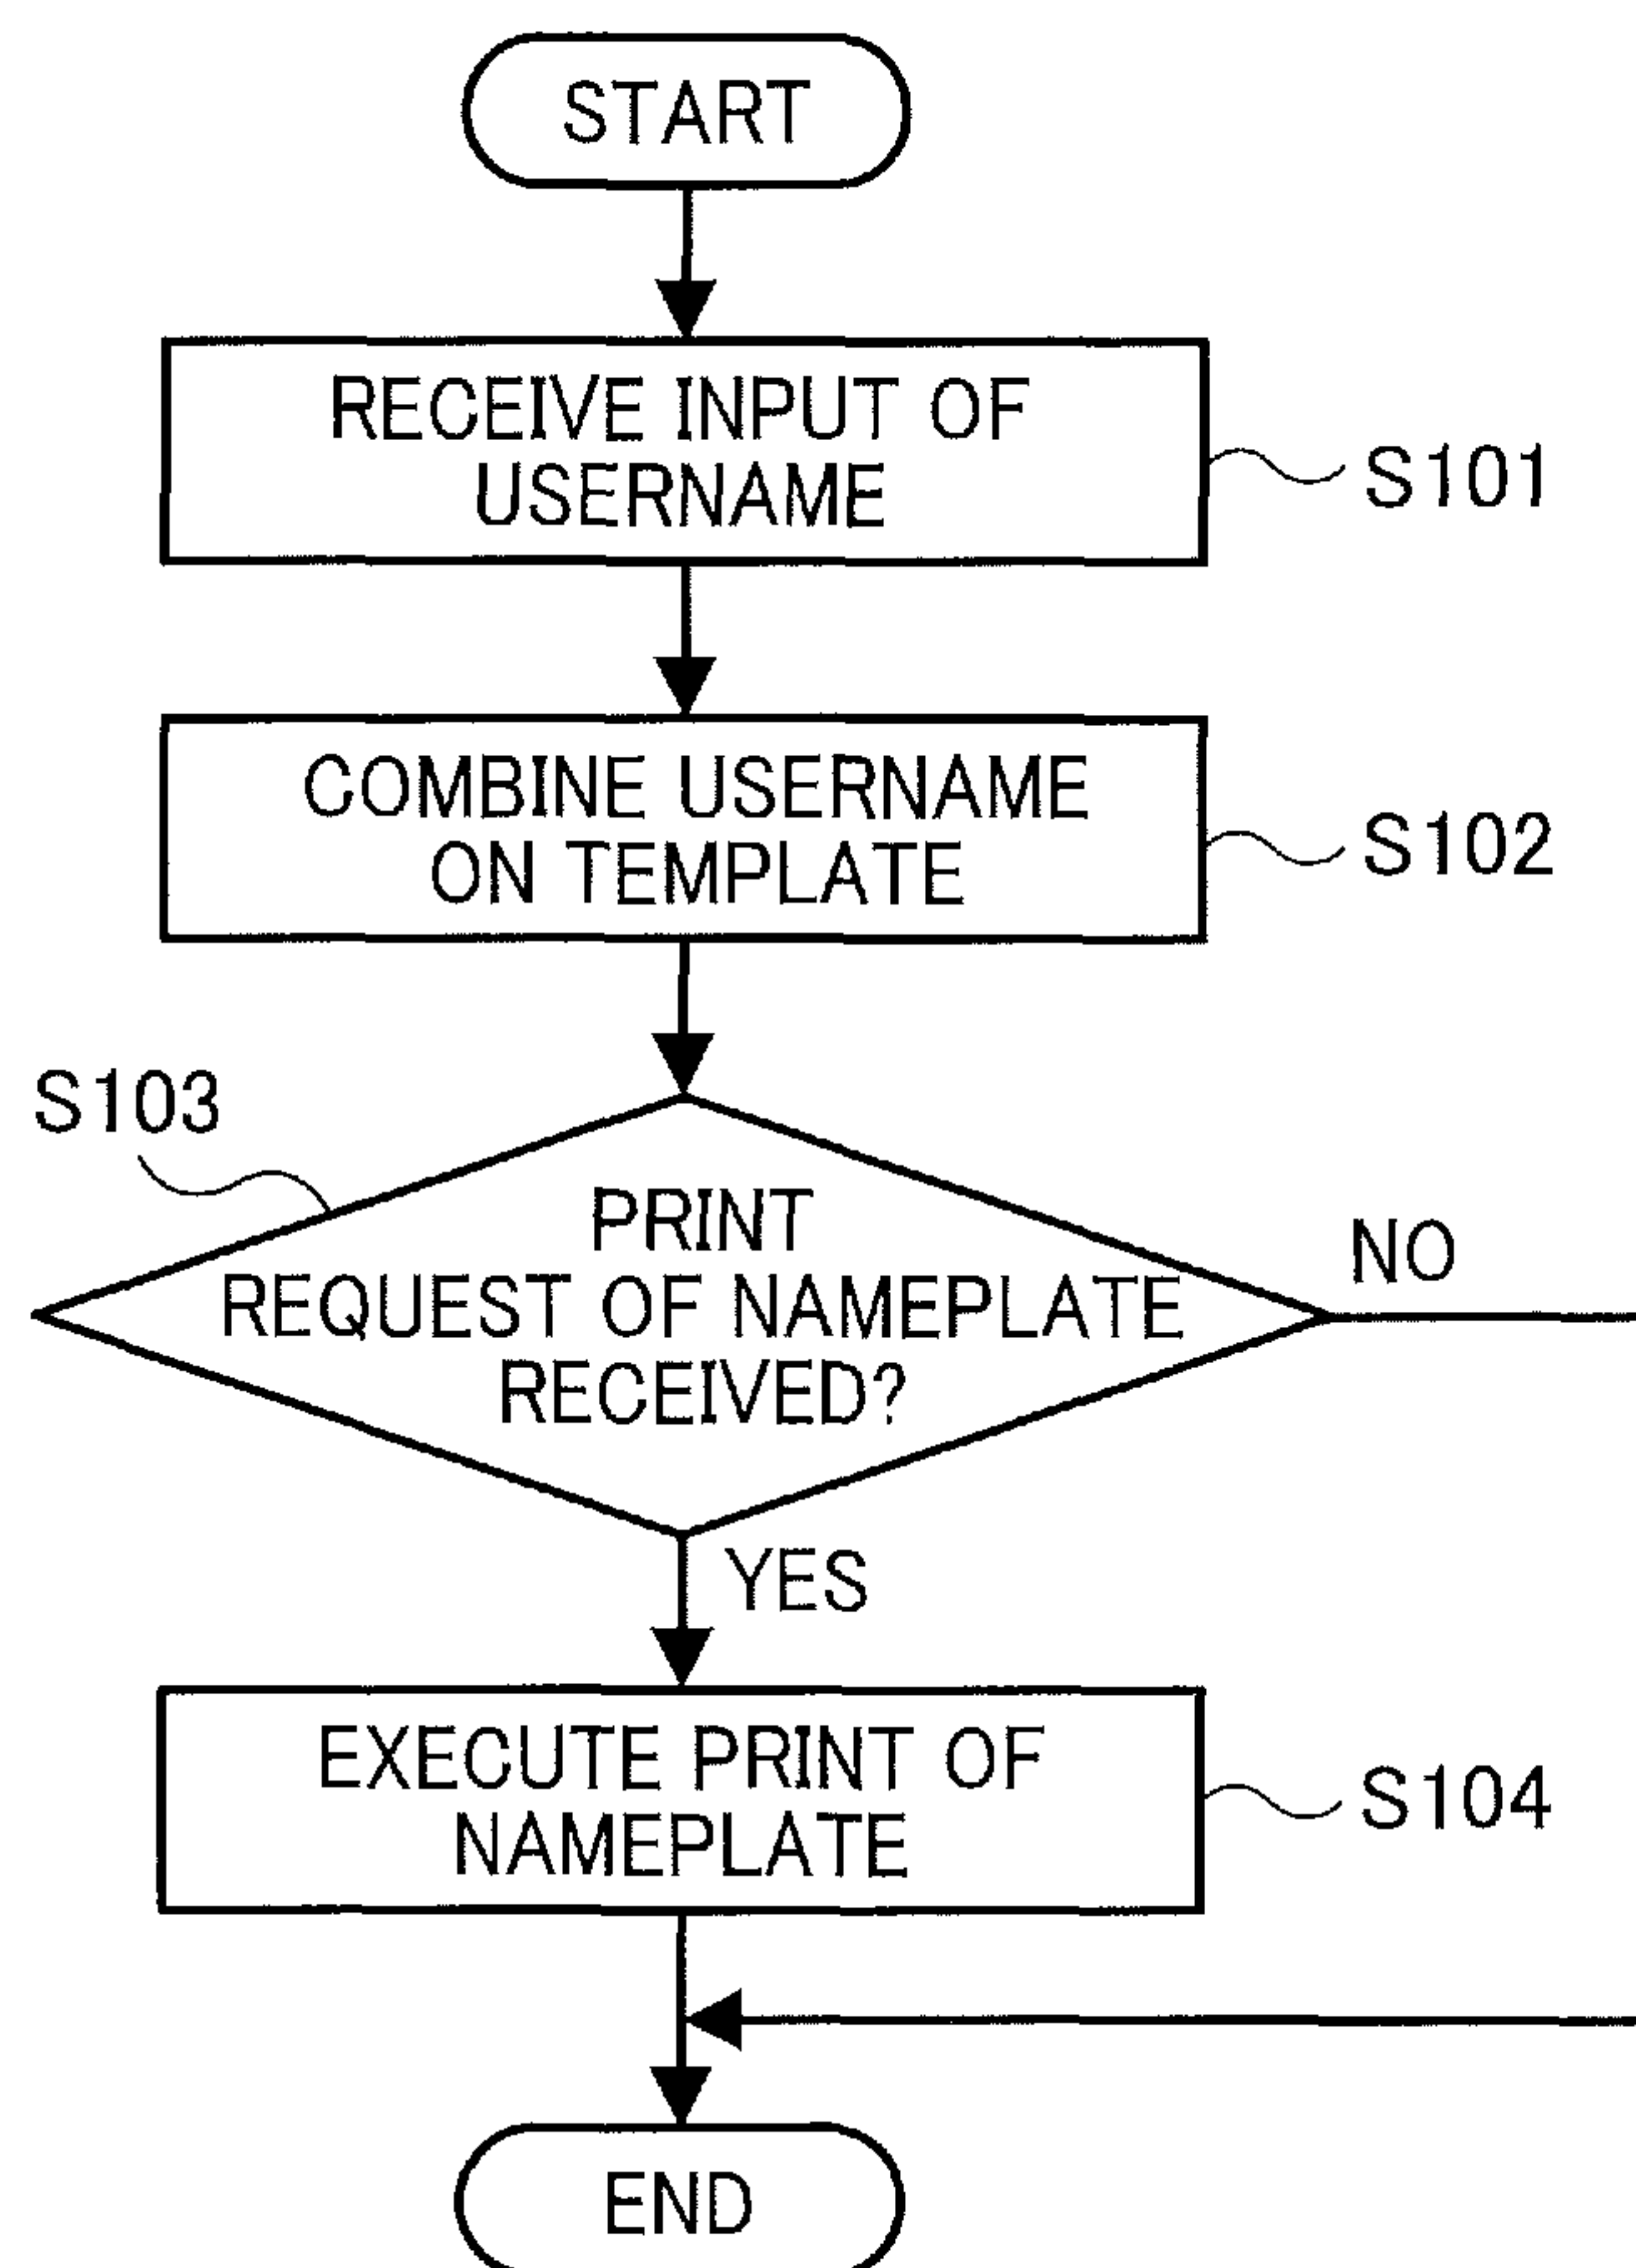 START
RECEIVE INPUT OF
USERNAME
S101
COMBINE USERNAME
ON TEMPLATE
S102
S103
PRINT
REQUEST OF NAMEPLATE
RECEIVED?
NO
YES
EXECUTE PRINT OF
NAMEPLATE
S104
END